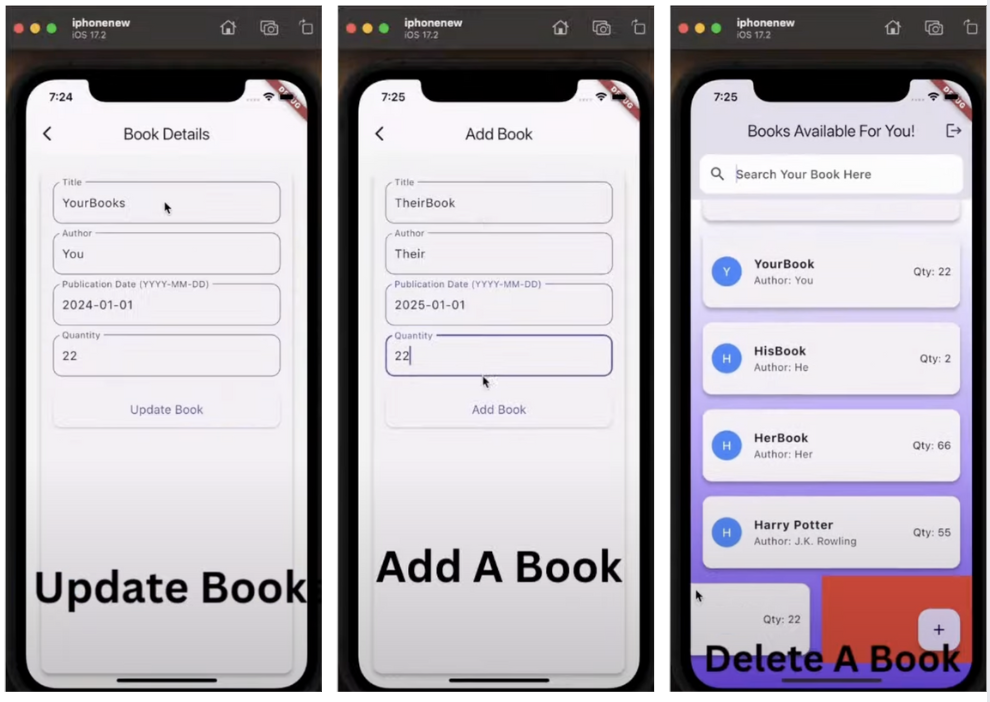 iphonenew
iOS 17.2
7:24
Book Details
Title
YourBooks
Author
You
Publication Date (YYYY-MM-DD)
2024-01-01
Quantity
22
Update Book
Update Book
iphonenew
iOS 17.2
7:25
Add Book
Title
TheirBook
Author
Their
Publication Date (YYYY-MM-DD)
2025-01-01
Quantity
22
Add Book
Add A Book
iphonenew
iOS 17.2
7:25
Books Available For You!
Search Your Book Here
Y
YourBook
Author: You
Qty: 22
H
HisBook
Author: He
Qty: 2
H
HerBook
Author: Her
Qty: 66
H
Harry Potter
Author: J.K. Rowling
Qty: 55
Qty: 22
+
Delete A Book